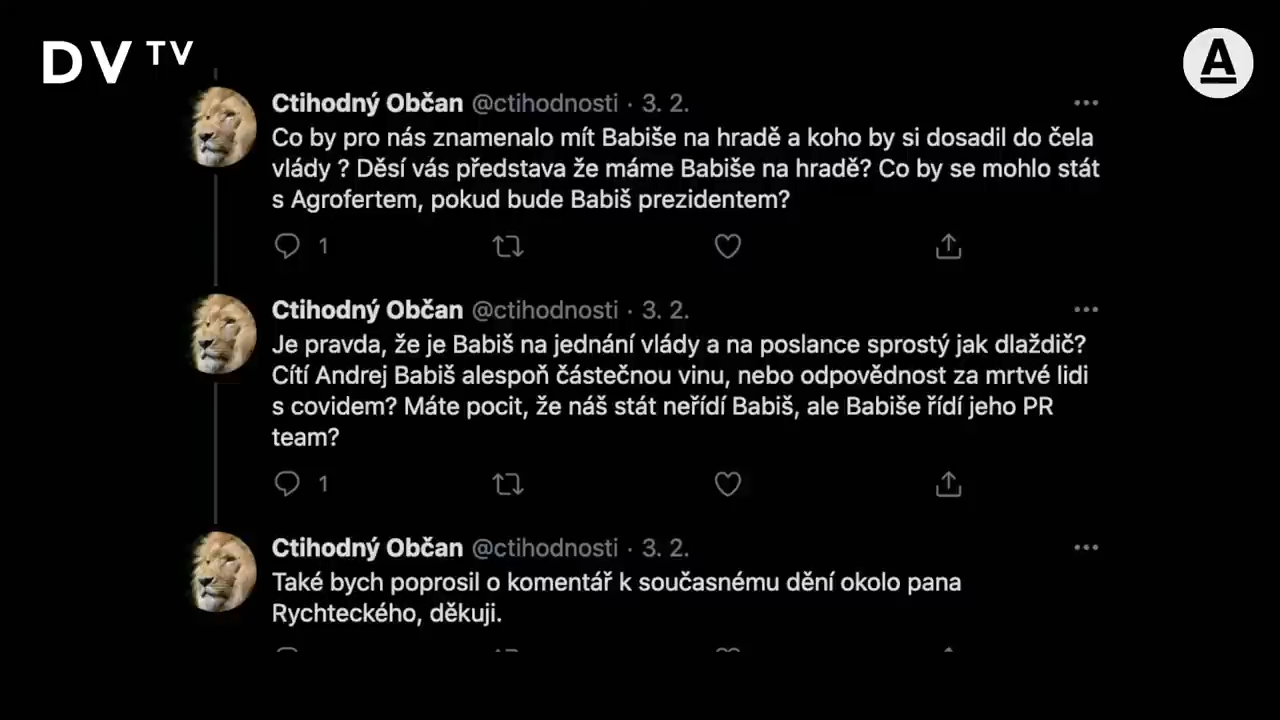 DVTV
A
Ctihodný Občan @ctihodnosti · 3. 2.
Co by pro nás znamenalo mít Babiše na hradě a koho by si dosadil do čela
vlády ? Děsí vás představa že máme Babiše na hradě? Co by se mohlo stát
s Agrofertem, pokud bude Babiš prezidentem?
1
Ctihodný Občan @ctihodnosti · 3. 2.
Je pravda, že je Babiš na jednání vlády a na poslance sprostý jak dlaždič?
Cítí Andrej Babiš alespoň částečnou vinu, nebo odpovědnost za mrtvé lidi
s covidem? Máte pocit, že náš stát neřídí Babiš, ale Babiše řídí jeho PR
team?
1
Ctihodný Občan @ctihodnosti · 3. 2.
Také bych poprosil o komentář k současnému dění okolo pana
Rychteckého, děkuji.